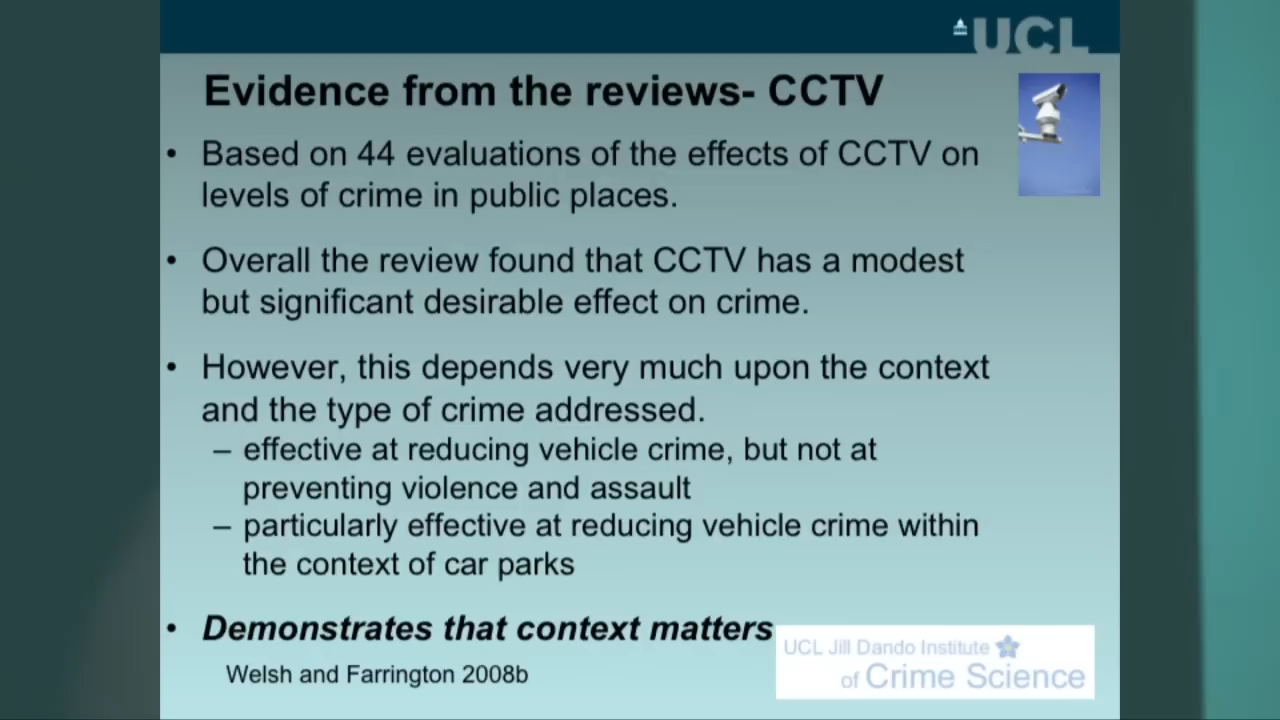 UCL
Evidence from the reviews- CCTV
• Based on 44 evaluations of the effects of CCTV on
levels of crime in public places.
• Overall the review found that CCTV has a modest
but significant desirable effect on crime.
• However, this depends very much upon the context
and the type of crime addressed.
– effective at reducing vehicle crime, but not at
preventing violence and assault
– particularly effective at reducing vehicle crime within
the context of car parks
• Demonstrates that context matters
Welsh and Farrington 2008b
UCL Jill Dando Institute
of Crime Science